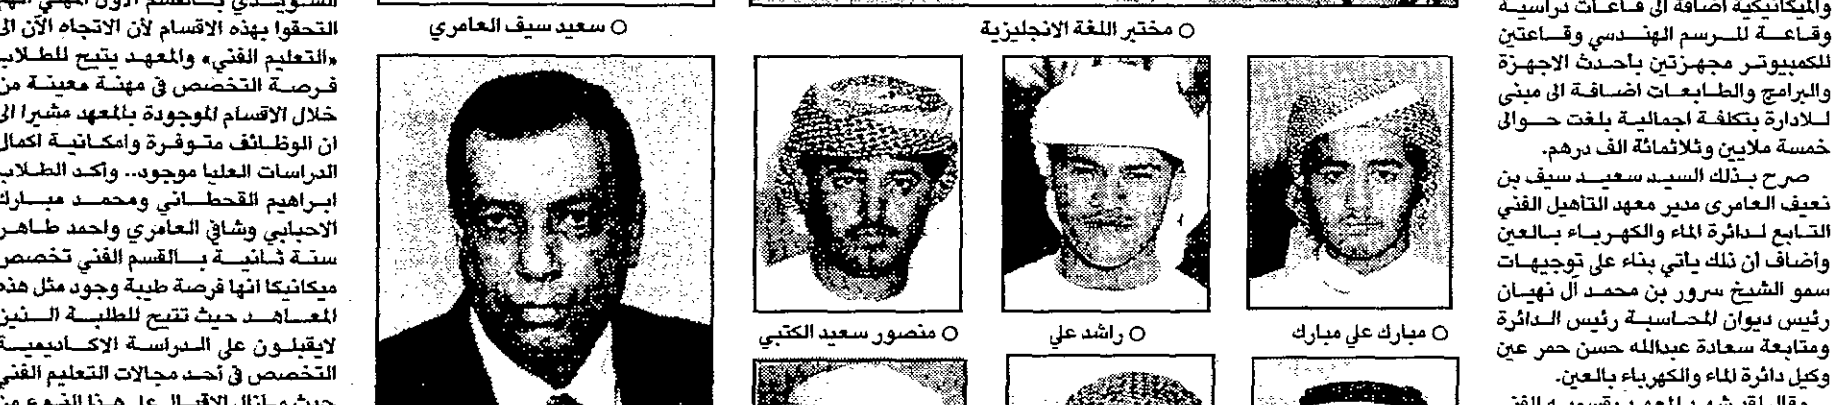 والميكانيكية اضافة الى قاعات دراسية
وقاعة للرسم الهندسي وقاعتين
للكمبيوتر مجهزتين بأحدث الاجهزة
والبرامج والطابعات اضافة الى مبنى
للادارة بتكلفة اجمالية بلغت حوالى
خمسة ملايين وثلاثمائة الف درهم.
صرح بذلك السيد سعيد سيف بن
نعيف العامرى مدير معهد التأهيل الفني
التابع لدائرة الماء والكهرباء بالعين
وأضاف ان ذلك يأتي بناء على توجيهات
سمو الشيخ سرور بن محمد آل نهيان
رئيس ديوان المحاسبة رئيس الدائرة
ومتابعة سعادة عبدالله حسن حمر عين
وكيل دائرة الماء والكهرباء بالعين.
○ مختبر اللغة الانجليزية
○ سعيد سيف العامري
○ مبارك علي مبارك
○ راشد علي
○ منصور سعيد الكتبي
التحقوا بهذه الاقسام لأن الاتجاه الآن الى
«التعليم الفني» والمعهد يتيح للطلاب
فرصة التخصص في مهنة معينة من
خلال الاقسام الموجودة بالمعهد مشيرا الى
ان الوظائف متوفرة وامكانية اكمال
الدراسات العليا موجود.. واكد الطلاب
ابراهيم القحطاني ومحمد مبارك
الاحبابي وشافي العامري واحمد طاهر
سنة ثانية بالقسم الفني تخصص
ميكانيكا انها فرصة طيبة وجود مثل هذه
المعاهد حيث تتيح للطلبة الذين
لايقبلون على الدراسة الاكاديمية
التخصص في أحد مجالات التعليم الفني